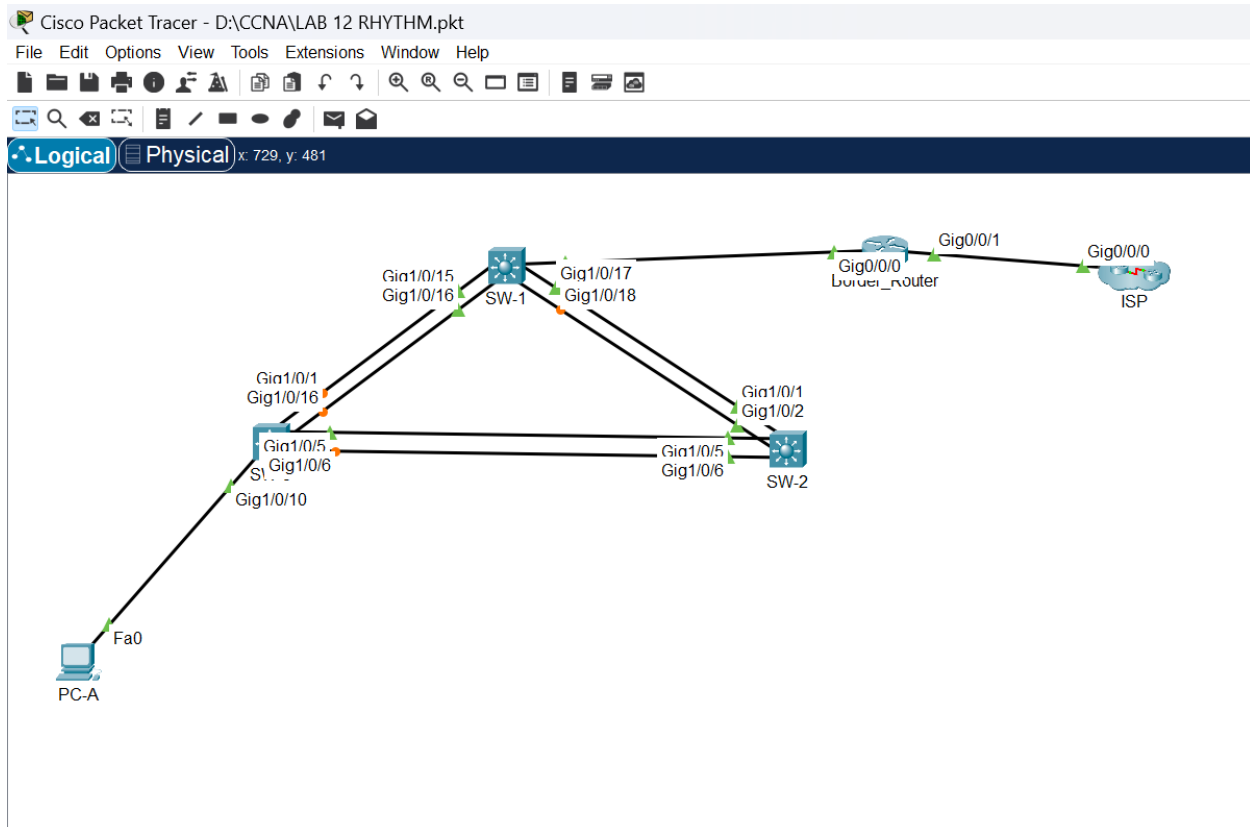 Cisco Packet Tracer - D:\CCNA\LAB 12 RHYTHM.pkt
File Edit Options View Tools Extensions Window Help
Logical Physical x: 729, y: 481
Gig0/0/1
Gig0/0/0
Gig0/0/0
Border_Router
ISP
Gig1/0/15
Gig1/0/16
SW-1
Gig1/0/17
Gig1/0/18
Gig1/0/1
Gig1/0/16
Gig1/0/1
Gig1/0/2
Gig1/0/5
Gig1/0/6
Gig1/0/5
Gig1/0/6
SW-2
Gig1/0/10
Fa0
PC-A